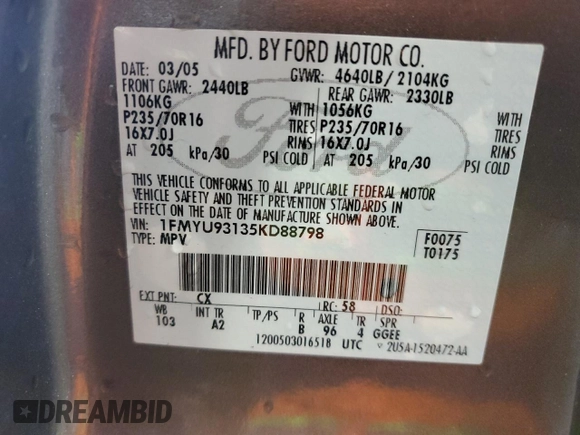 MFD. BY FORD MOTOR CO.
DATE: 03/05 GVWR: 4640LB/ 2104KG
FRONT GAWR: 2440LB REAR GAWR: 2330LB
1106KG WITH 1056KG WITH
P235/70R16 TIRES P235/70R16 TIRES
16X7.0J RIMS 16X7.0J RIMS
AT 205 kPa/30 PSI COLD AT 205 kPa/30 PSI COLD
Ford
THIS VEHICLE CONFORMS TO ALL APPLICABLE FEDERAL MOTOR
VEHICLE SAFETY AND THEFT PREVENTION STANDARDS IN
EFFECT ON THE DATE OF MANUFACTURE SHOWN ABOVE.
VIN: 1FMYU93135KD88798 F0075
TYPE: MPV T0175
EXT PNT: CX RC: 58 DSO:
WB INT TR TP/PS R AXLE TR SPR
103 A2 B 96 4 GGEE
1200503016518 UTC 2U5A-1520472-AA
DREAMBID